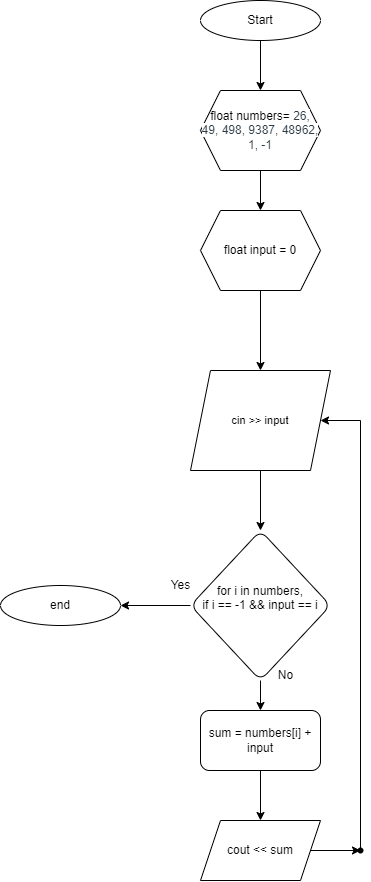 Start
float numbers= 26,
49, 498, 9387, 48962,
1, -1
float input = 0
cin >> input
for i in numbers,
if i == -1 && input == i
Yes
end
No
sum = numbers[i] +
input
cout << sum